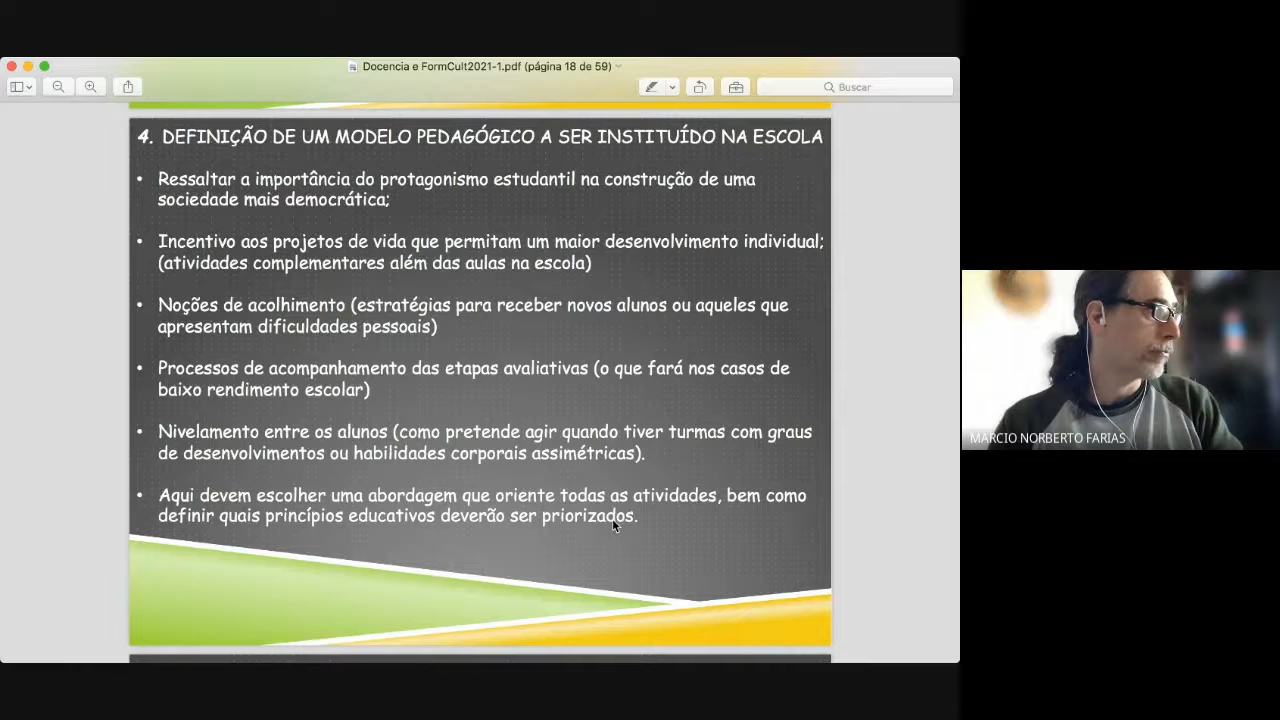 Docencia e FormCult2021-1.pdf (página 18 de 59)
Buscar
4. DEFINIÇÃO DE UM MODELO PEDAGÓGICO A SER INSTITUÍDO NA ESCOLA
• Ressaltar a importância do protagonismo estudantil na construção de uma
sociedade mais democrática;
• Incentivo aos projetos de vida que permitam um maior desenvolvimento individual;
(atividades complementares além das aulas na escola)
• Noções de acolhimento (estratégias para receber novos alunos ou aqueles que
apresentam dificuldades pessoais)
• Processos de acompanhamento das etapas avaliativas (o que fará nos casos de
baixo rendimento escolar)
• Nivelamento entre os alunos (como pretende agir quando tiver turmas com graus
de desenvolvimentos ou habilidades corporais assimétricas).
• Aqui devem escolher uma abordagem que oriente todas as atividades, bem como
definir quais princípios educativos deverão ser priorizados.
MARCIO NORBERTO FARIAS